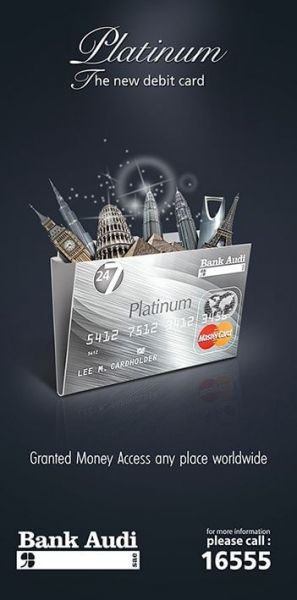 Platinum
The new debit card
24
7
Bank Audi
Platinum
5412 7512 3412 3456
5412
LEE M. CARDHOLDER
MasterCard
Granted Money Access any place worldwide
Bank Audi
sae
for more information
please call :
16555